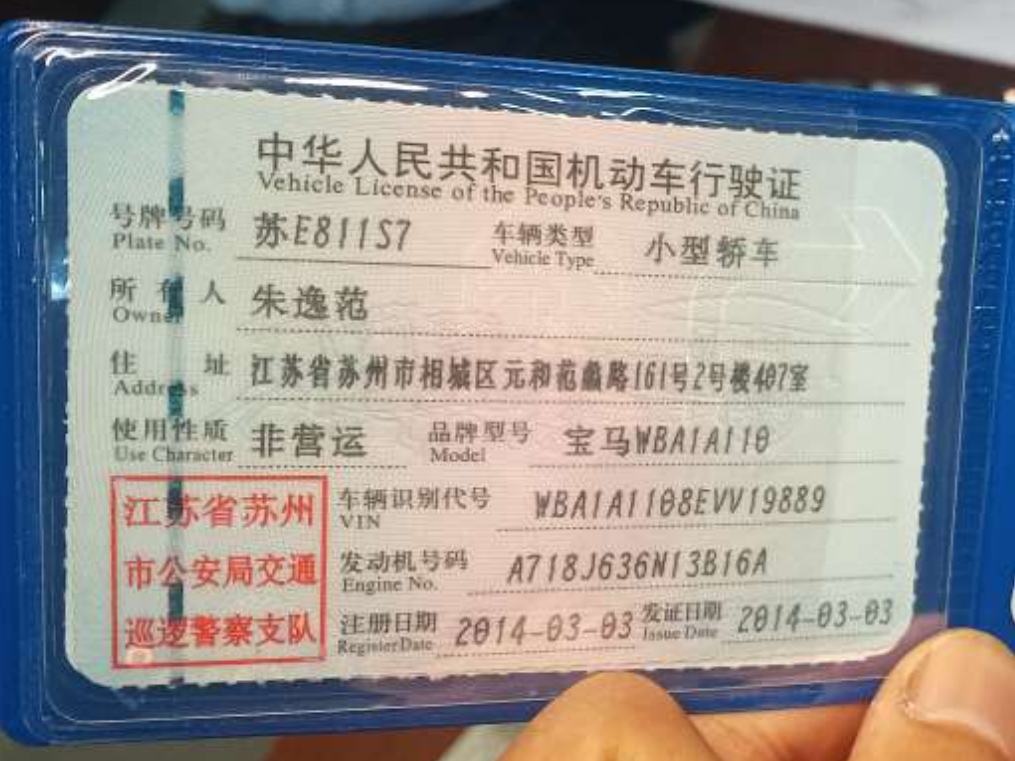 中华人民共和国机动车行驶证
Vehicle License of the People's Republic of China
号牌号码 苏E811S7 车辆类型 小型轿车
Plate No. Vehicle Type
所有人 朱逸范
Owner
住址 江苏省苏州市相城区元和范蠡路161号2号楼407室
Address
使用性质 非营运 品牌型号 宝马WBA1A110
Use Character Model
江苏省苏州 车辆识别代号 WBA1A1108EVV19889
VIN
市公安局交通 发动机号码 A718J636N13B16A
Engine No.
巡逻警察支队 注册日期 2014-03-03 发证日期 2014-03-03
Register Date Issue Date